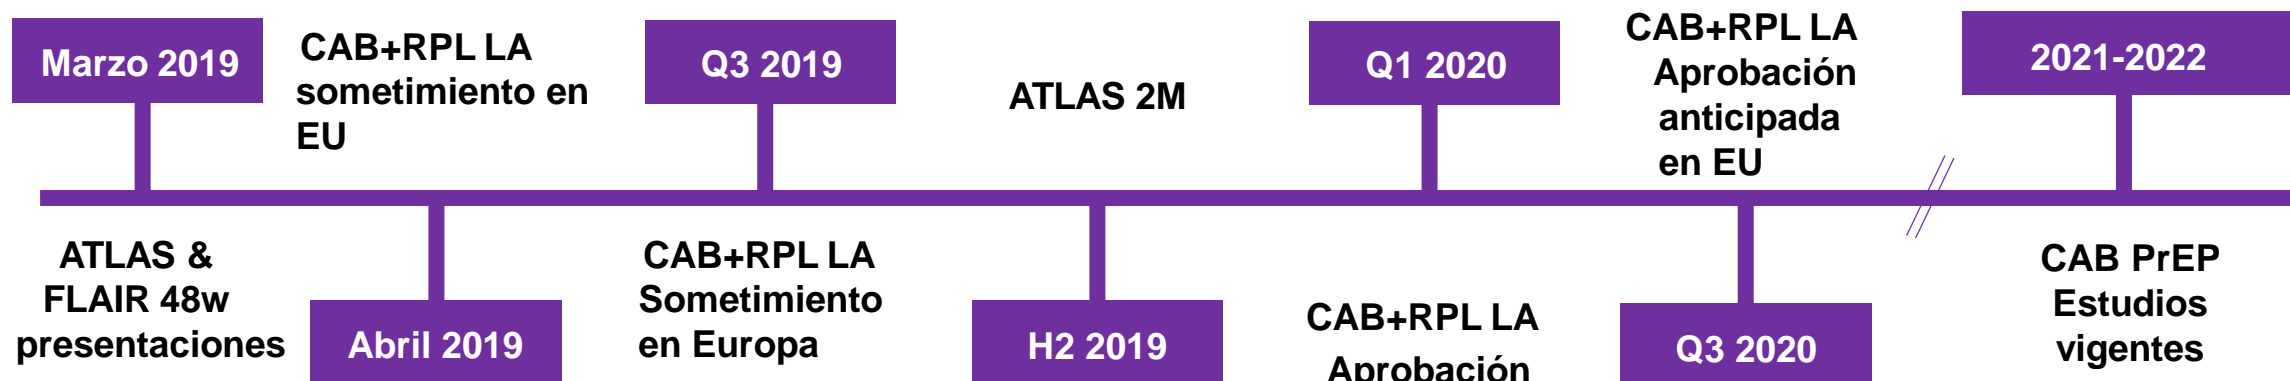 Marzo 2019
ATLAS &
FLAIR 48w
presentaciones
CAB+RPL LA
sometimiento en
EU
Abril 2019
Q3 2019
CAB+RPL LA
Sometimiento
en Europa
ATLAS 2M
H2 2019
Q1 2020
CAB+RPL LA
Aprobación
CAB+RPL LA
Aprobación
anticipada
en EU
Q3 2020
2021-2022
CAB PrEP
Estudios
vigentes